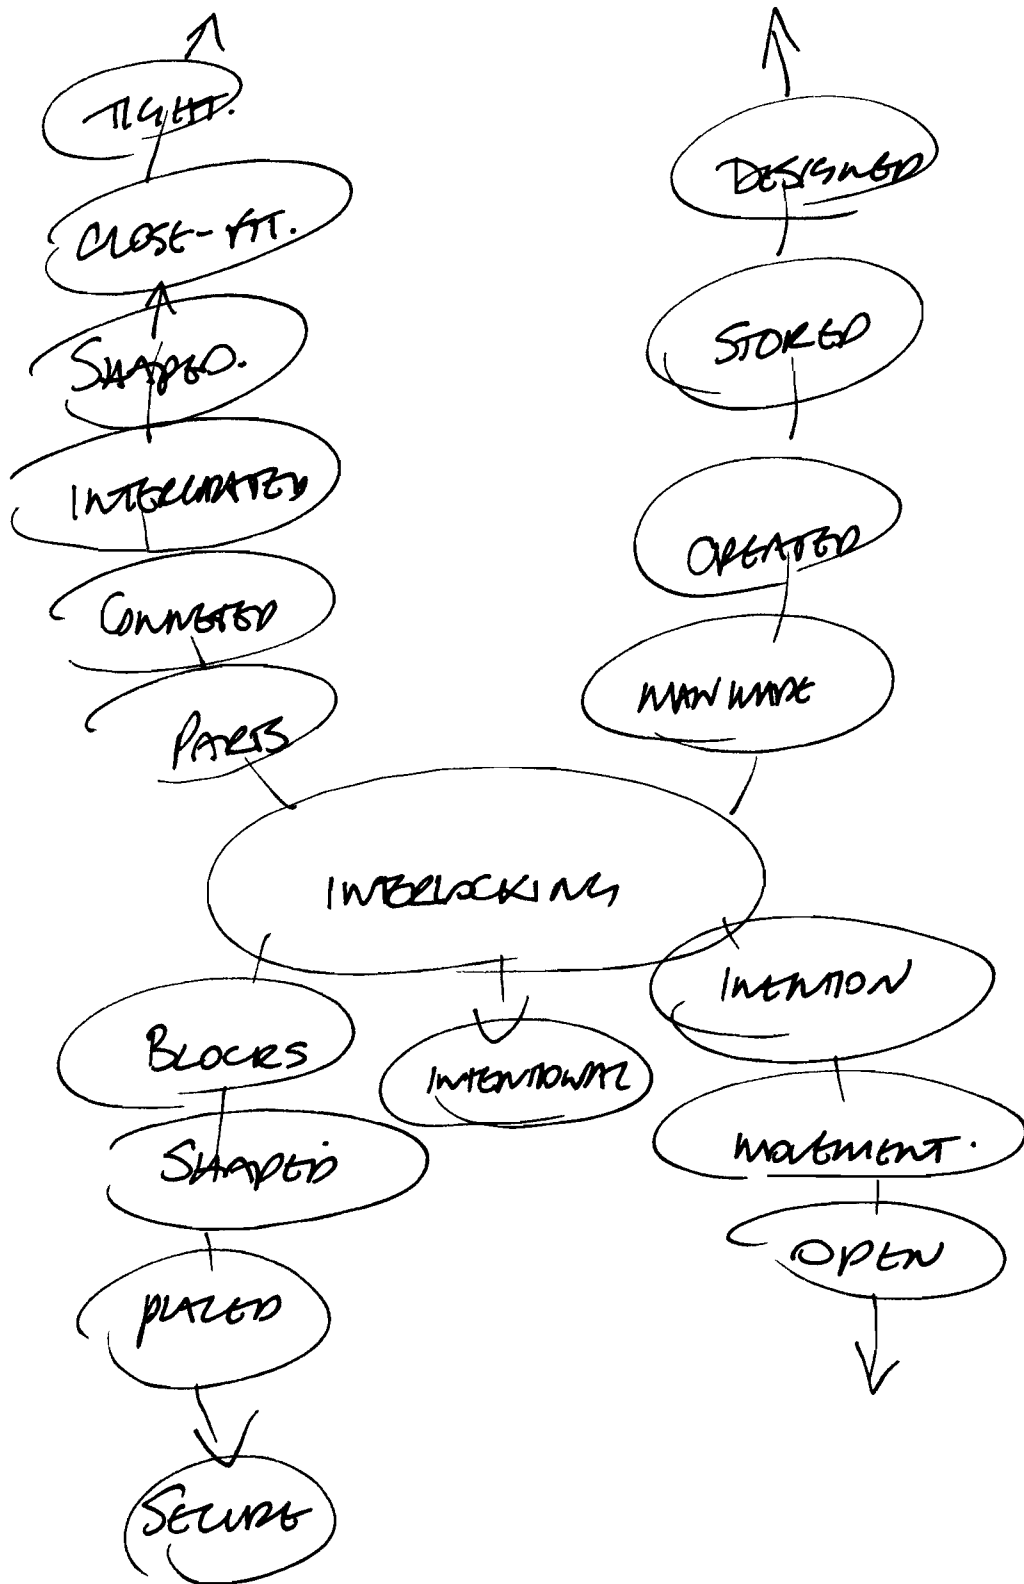 TIGHT.
CLOSE-FIT.
SHAPED.
INTEGRATED
CONNETED
PARTS
DESIGNED
STORED
CREATED
MAN MADE
INTERLOCKING
BLOCKS
SHAPED
PLACED
SECURE
INTENTIONAL
INTENTION
MOVEMENT.
OPEN